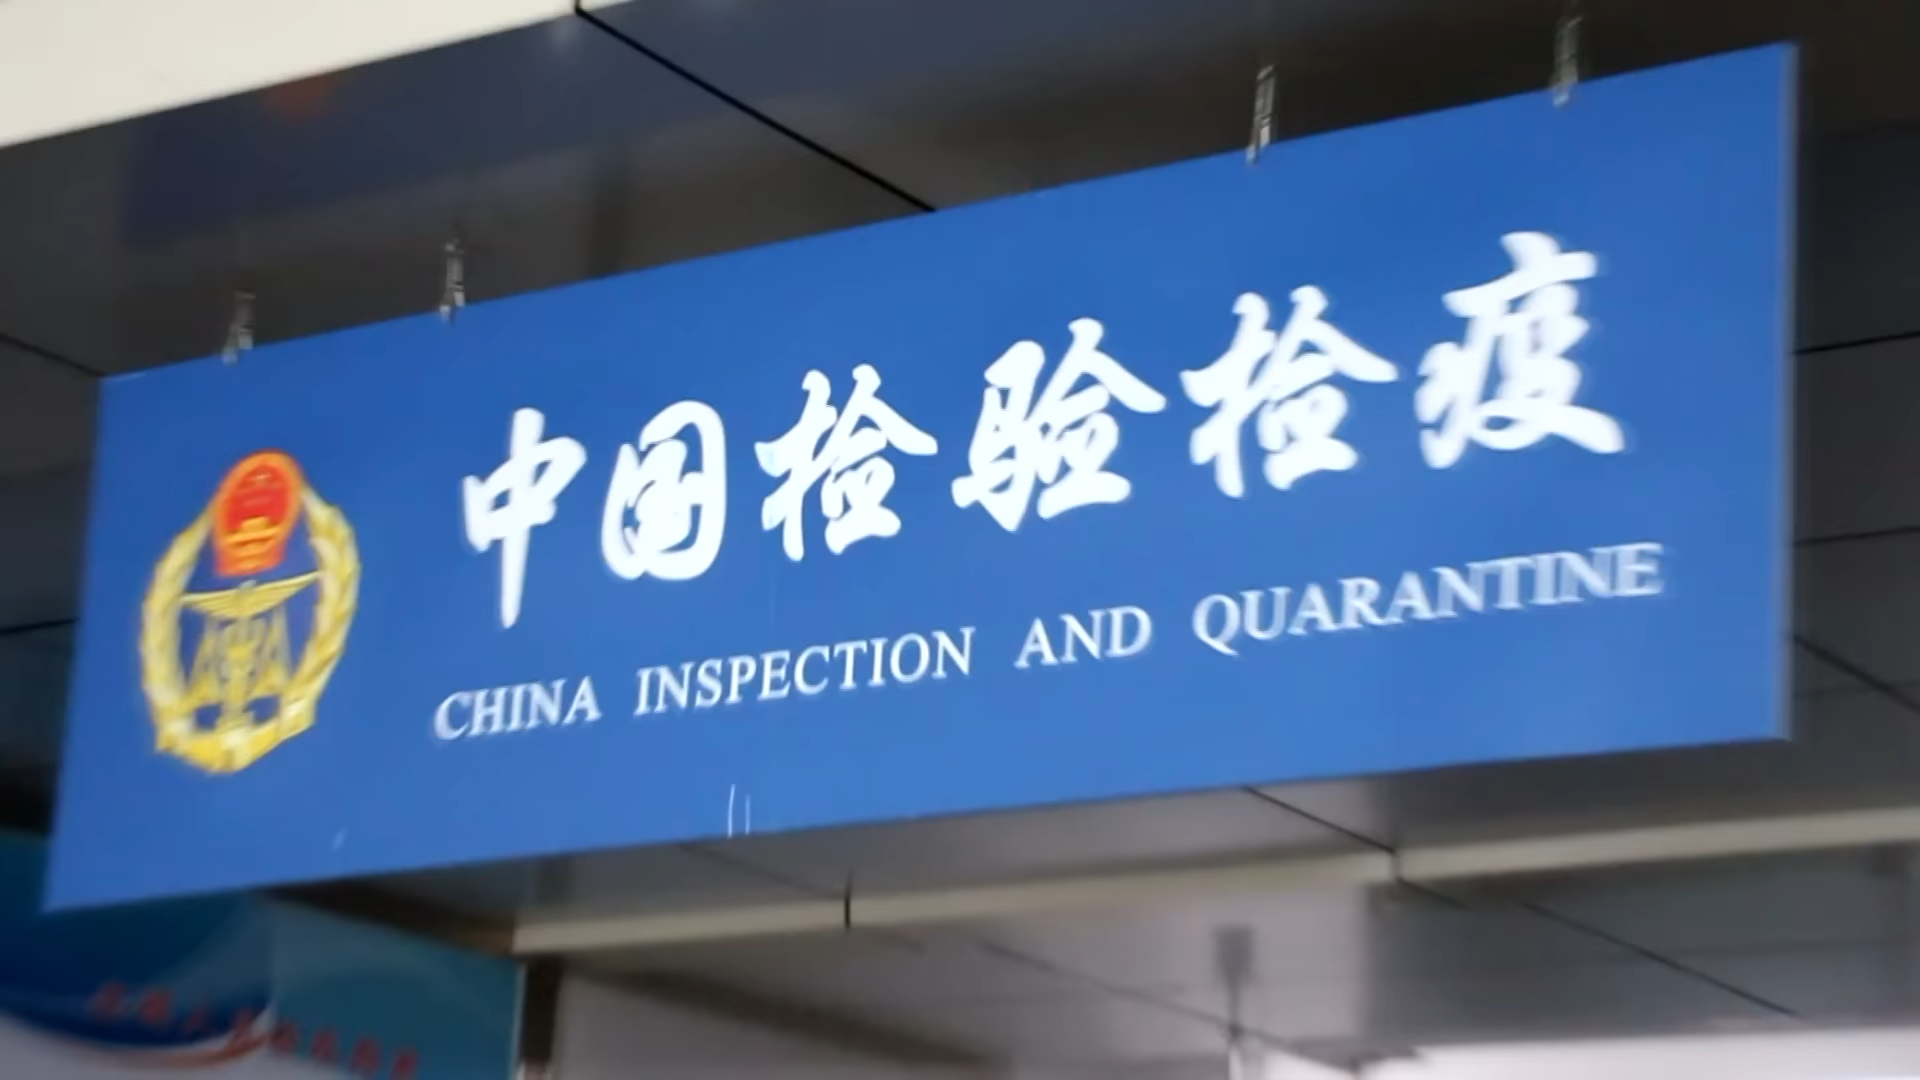 中国检验检疫
CHINA INSPECTION AND QUARANTINE